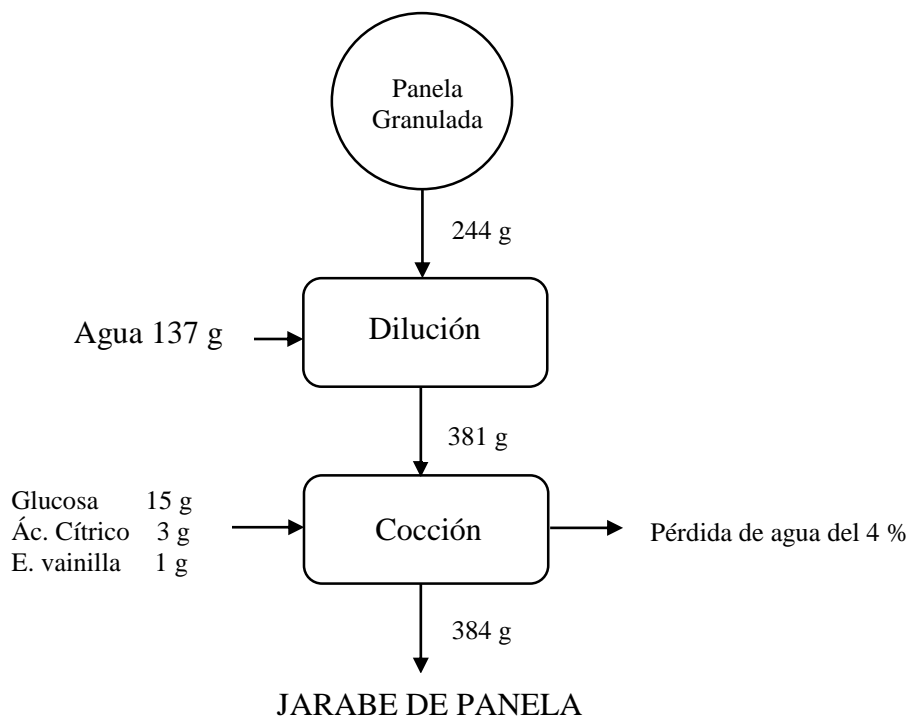 Panela
Granulada
244 g
Agua 137 g
Dilución
381 g
Glucosa 15 g
Ác. Cítrico 3 g
E. vainilla 1 g
Cocción
Pérdida de agua del 4 %
384 g
JARABE DE PANELA